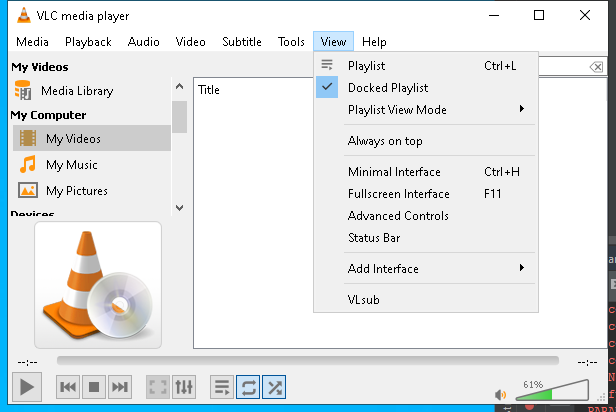 VLC media player
Media Playback Audio Video Subtitle Tools View Help
My Videos
Media Library
My Computer
My Videos
My Music
My Pictures
Devices
Title
Playlist Ctrl+L
Docked Playlist
Playlist View Mode
Always on top
Minimal Interface Ctrl+H
Fullscreen Interface F11
Advanced Controls
Status Bar
Add Interface
VLsub
--:-- --:--
61%